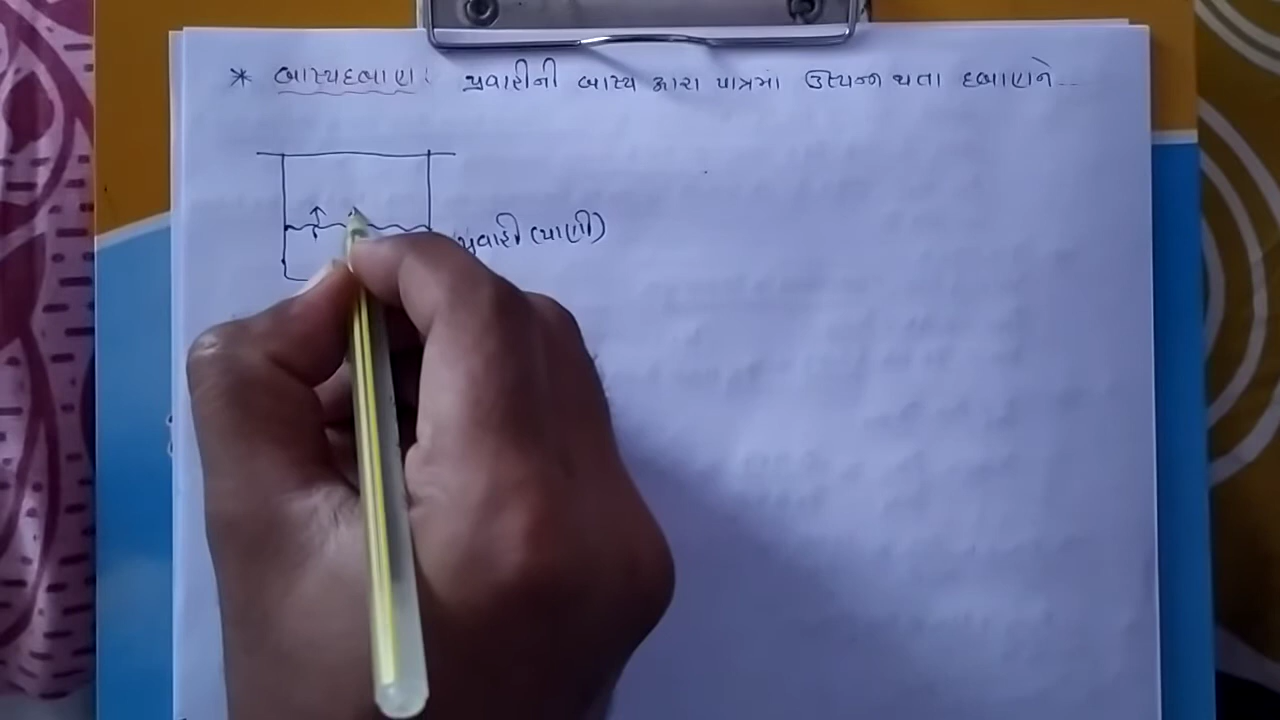 * બાષ્પદબાણ : પ્રવાહીની બાષ્પ દ્વારા પાત્રમાં ઉત્પન્ન થતા દબાણને...
પ્રવાહી (પાણી)